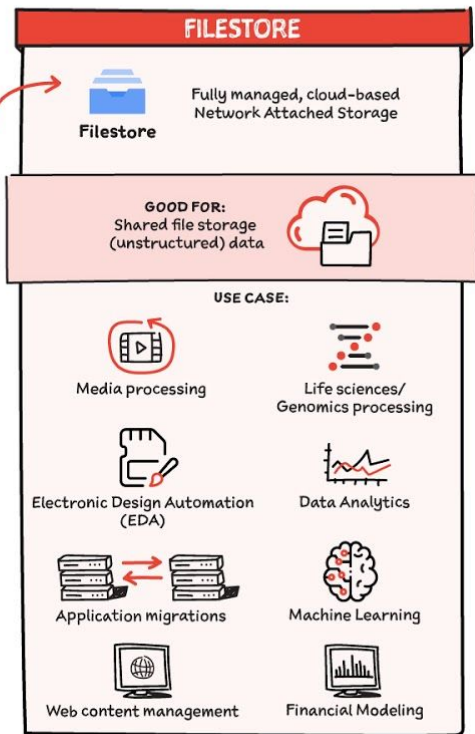 FILESTORE
Filestore
Fully managed, cloud-based
Network Attached Storage
GOOD FOR:
Shared file storage
(unstructured) data
USE CASE:
Media processing
Life sciences/
Genomics processing
Electronic Design Automation
(EDA)
Data Analytics
Application migrations
Machine Learning
Web content management
Financial Modeling